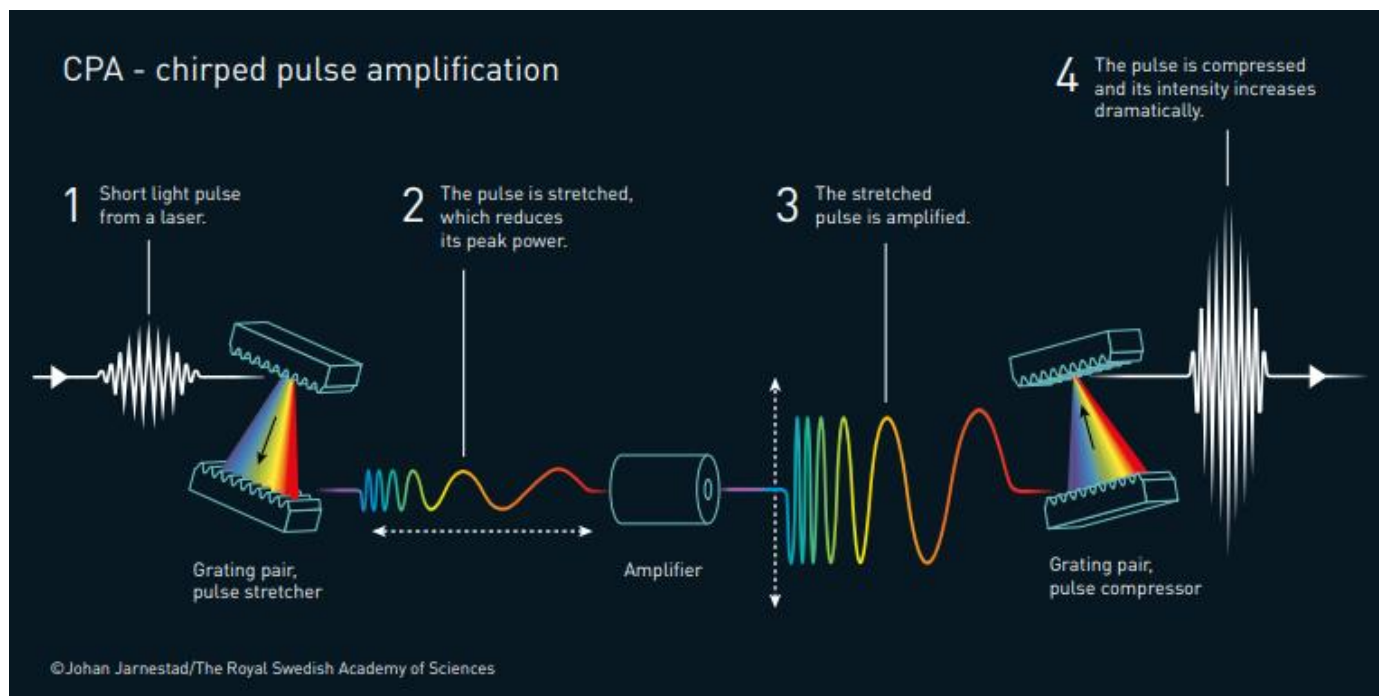 CPA - chirped pulse amplification
1
Short light pulse
from a laser.
2
The pulse is stretched,
which reduces
its peak power.
3
The stretched
pulse is amplified.
4
The pulse is compressed
and its intensity increases
dramatically.
Grating pair,
pulse stretcher
Amplifier
Grating pair,
pulse compressor
©Johan Jarnestad/The Royal Swedish Academy of Sciences